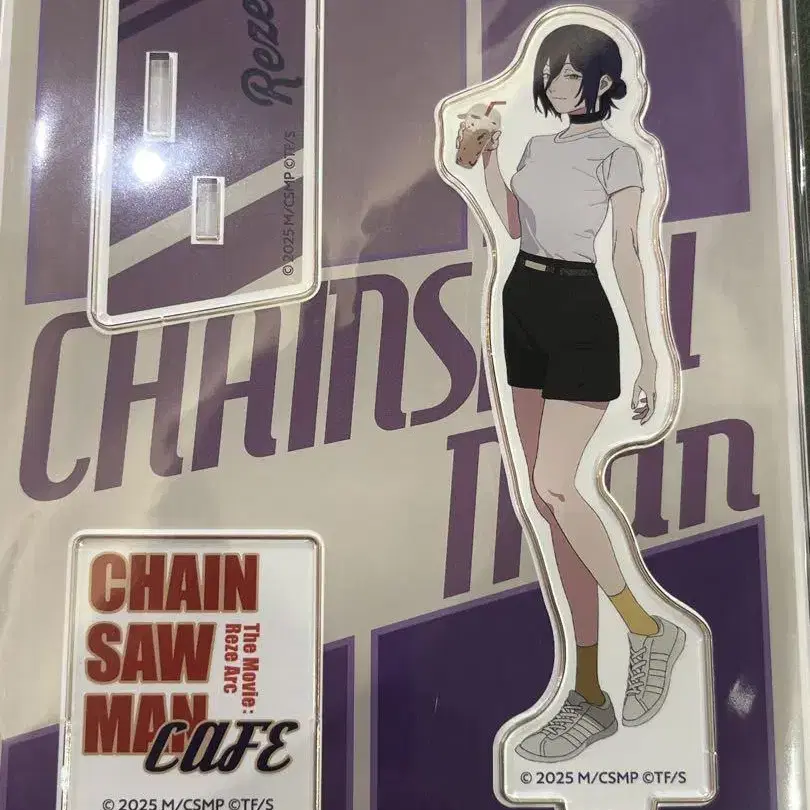 Reze
© 2025 M/CSMP ©TF/S
CHAINSAW
Man
CHAIN
SAW
MAN
The Movie:
Reze Arc
CAFE
© 2025 M/CSMP ©TF/S
© 2025 M/CSMP ©TF/S